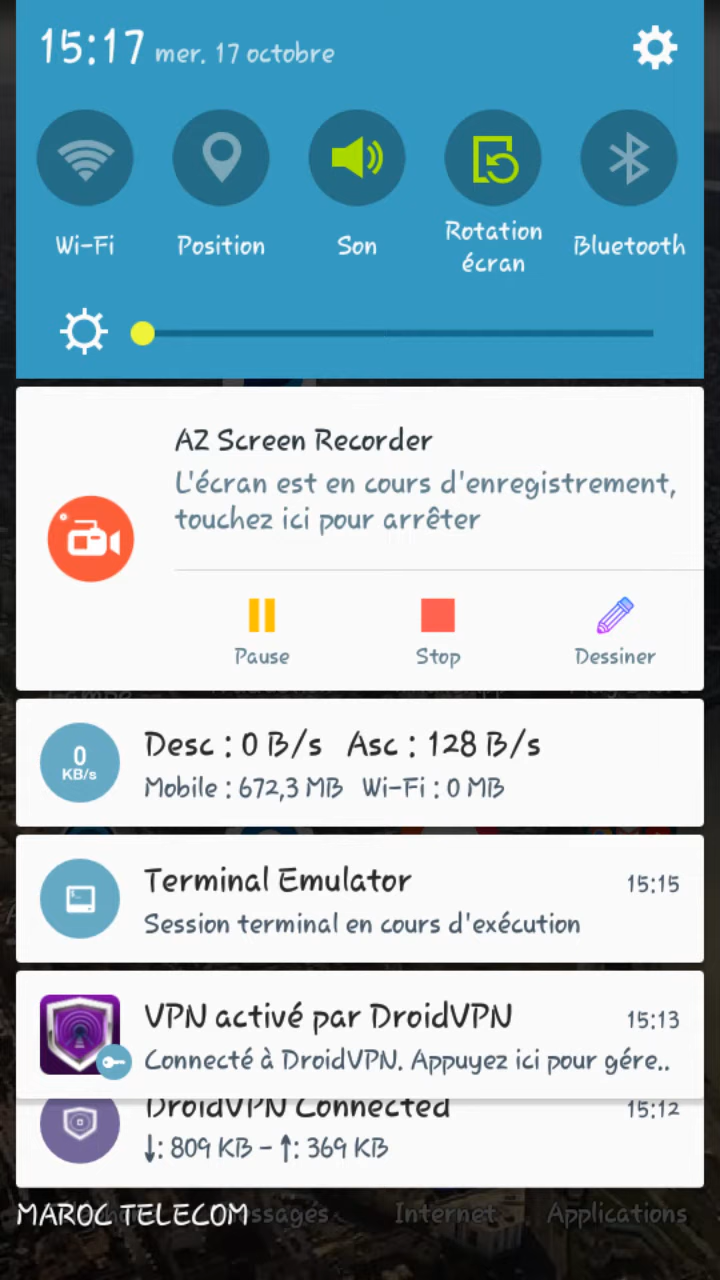 15:17 mer. 17 octobre
Wi-Fi
Position
Son
Rotation
écran
Bluetooth
AZ Screen Recorder
L'écran est en cours d'enregistrement,
touchez ici pour arrêter
Pause
Stop
Dessiner
0
KB/s
Desc : 0 B/s Asc : 128 B/s
Mobile : 672,3 MB Wi-Fi : 0 MB
Terminal Emulator
15:15
Session terminal en cours d'exécution
VPN activé par DroidVPN
15:13
Connecté à DroidVPN. Appuyez ici pour gére..
DroidVPN Connected
15:12
↓: 809 KB - ↑: 369 KB
MAROC TELECOM
Internet
Applications